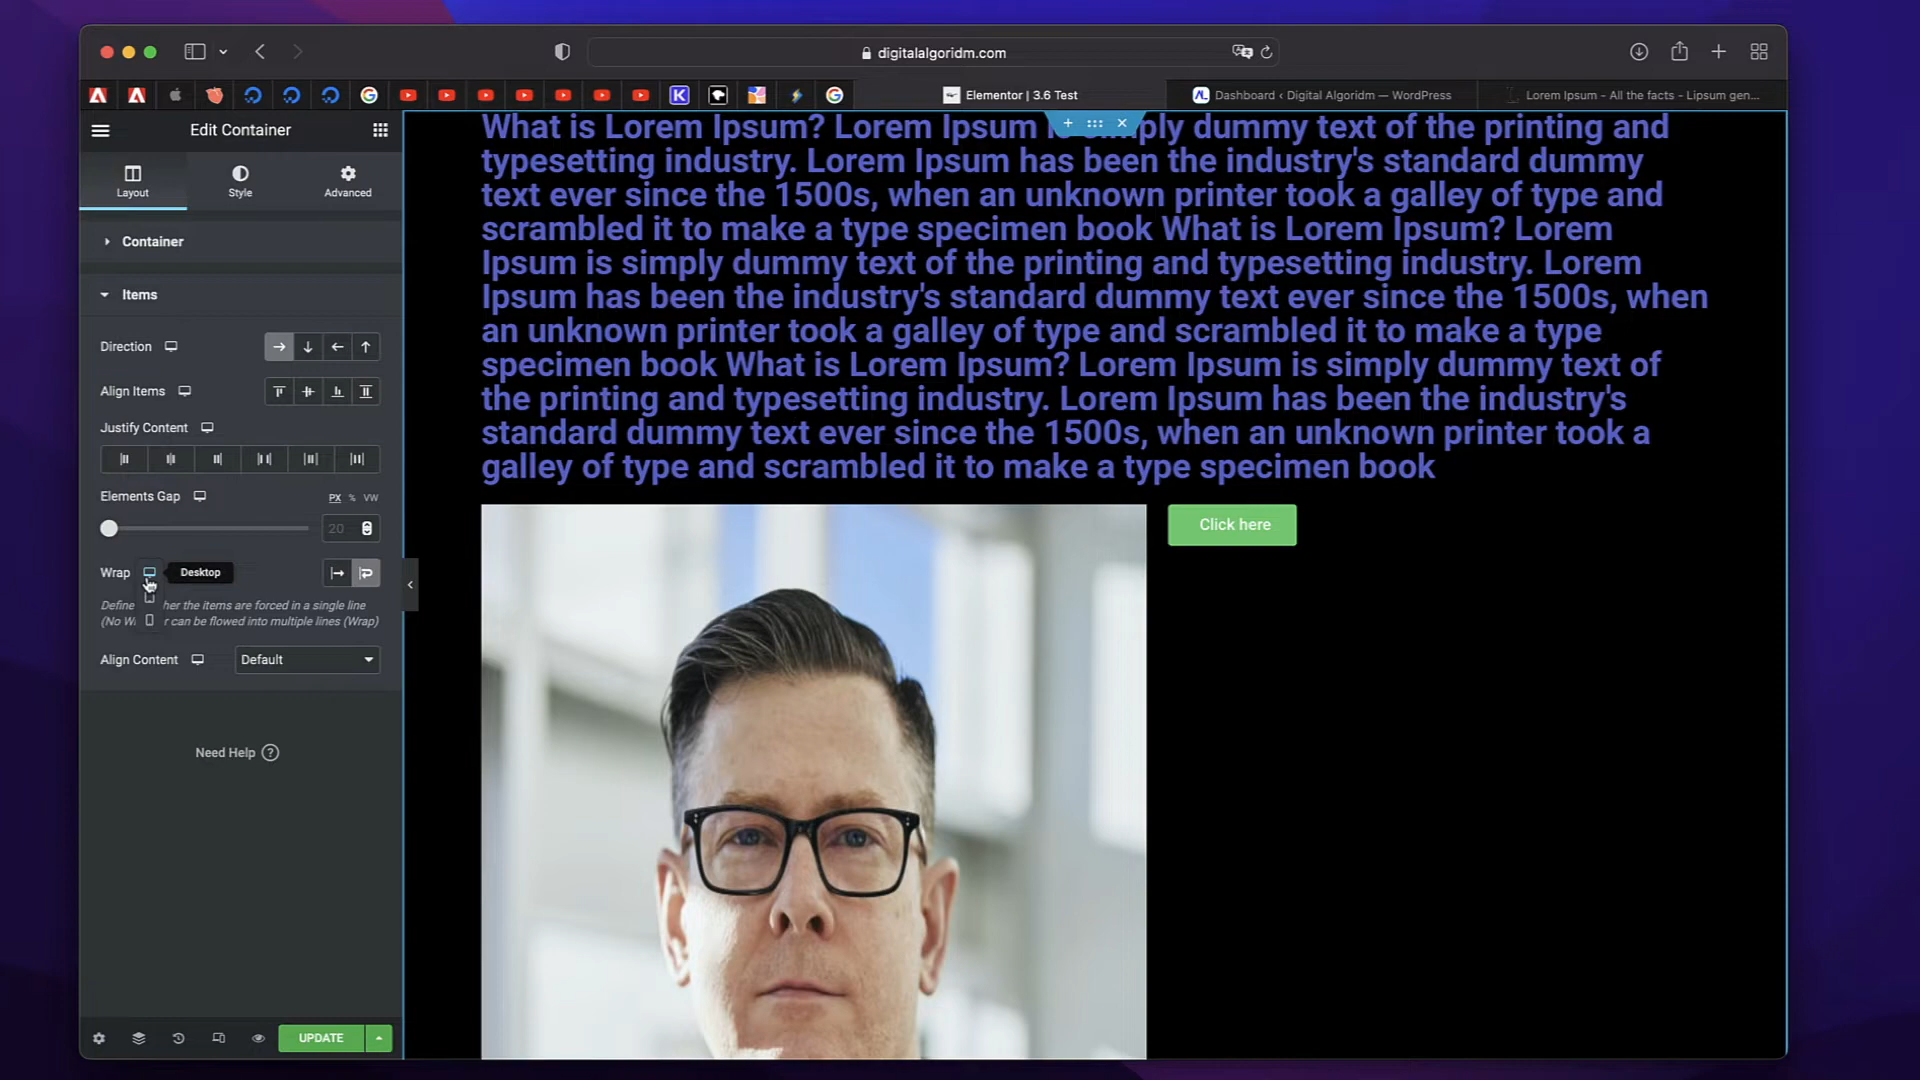 digitalalgoridm.com
Elementor | 3.6 Test
Dashboard ‹ Digital Algoridm — WordPress
Lorem Ipsum - All the facts - Lipsum gen...
Edit Container
Layout
Style
Advanced
Container
Items
Direction
Align Items
Justify Content
Elements Gap
PX % VW
20
Wrap
Desktop
Define her the items are forced in a single line
(No W r can be flowed into multiple lines (Wrap)
Align Content
Default
Need Help
UPDATE
What is Lorem Ipsum? Lorem Ipsum is simply dummy text of the printing and
typesetting industry. Lorem Ipsum has been the industry's standard dummy
text ever since the 1500s, when an unknown printer took a galley of type and
scrambled it to make a type specimen book What is Lorem Ipsum? Lorem
Ipsum is simply dummy text of the printing and typesetting industry. Lorem
Ipsum has been the industry's standard dummy text ever since the 1500s, when
an unknown printer took a galley of type and scrambled it to make a type
specimen book What is Lorem Ipsum? Lorem Ipsum is simply dummy text of
the printing and typesetting industry. Lorem Ipsum has been the industry's
standard dummy text ever since the 1500s, when an unknown printer took a
galley of type and scrambled it to make a type specimen book
Click here